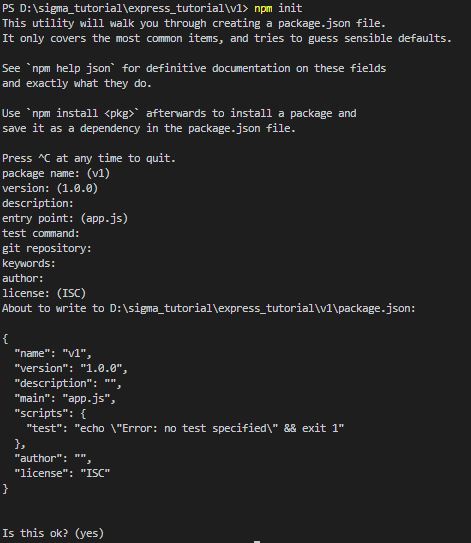 PS D:\sigma_tutorial\express_tutorial\v1> npm init
This utility will walk you through creating a package.json file.
It only covers the most common items, and tries to guess sensible defaults.

See `npm help json` for definitive documentation on these fields
and exactly what they do.

Use `npm install <pkg>` afterwards to install a package and
save it as a dependency in the package.json file.

Press ^C at any time to quit.
package name: (v1)
version: (1.0.0)
description:
entry point: (app.js)
test command:
git repository:
keywords:
author:
license: (ISC)
About to write to D:\sigma_tutorial\express_tutorial\v1\package.json:

{
  "name": "v1",
  "version": "1.0.0",
  "description": "",
  "main": "app.js",
  "scripts": {
    "test": "echo \"Error: no test specified\" && exit 1"
  },
  "author": "",
  "license": "ISC"
}


Is this ok? (yes)